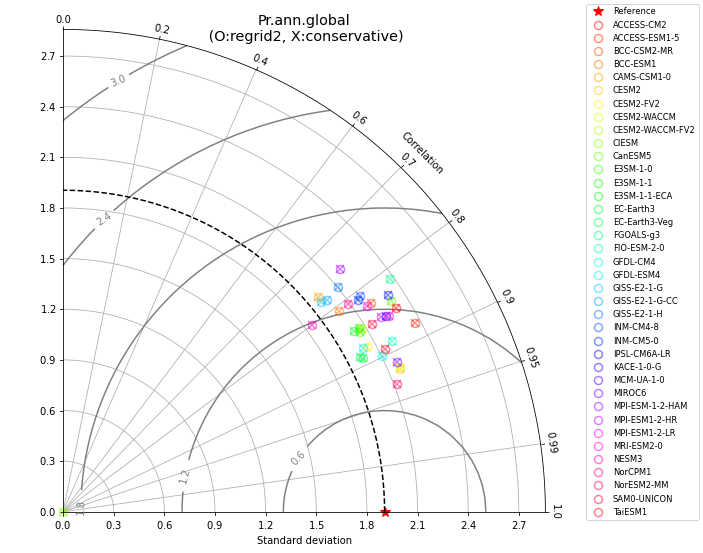 Pr.ann.global
(O:regrid2, X:conservative)
0.0
0.2
0.4
0.6
Correlation
0.7
0.8
0.9
0.95
0.99
1.0
2.7
2.4
2.1
1.8
1.5
1.2
0.9
0.6
0.3
0.0
3.0
2.4
1.8
1.2
0.6
0.0
0.3
0.6
0.9
1.2
1.5
1.8
2.1
2.4
2.7
Standard deviation
Reference
ACCESS-CM2
ACCESS-ESM1-5
BCC-CSM2-MR
BCC-ESM1
CAMS-CSM1-0
CESM2
CESM2-FV2
CESM2-WACCM
CESM2-WACCM-FV2
CIESM
CanESM5
E3SM-1-0
E3SM-1-1
E3SM-1-1-ECA
EC-Earth3
EC-Earth3-Veg
FGOALS-g3
FIO-ESM-2-0
GFDL-CM4
GFDL-ESM4
GISS-E2-1-G
GISS-E2-1-G-CC
GISS-E2-1-H
INM-CM4-8
INM-CM5-0
IPSL-CM6A-LR
KACE-1-0-G
MCM-UA-1-0
MIROC6
MPI-ESM-1-2-HAM
MPI-ESM1-2-HR
MPI-ESM1-2-LR
MRI-ESM2-0
NESM3
NorCPM1
NorESM2-MM
SAM0-UNICON
TaiESM1